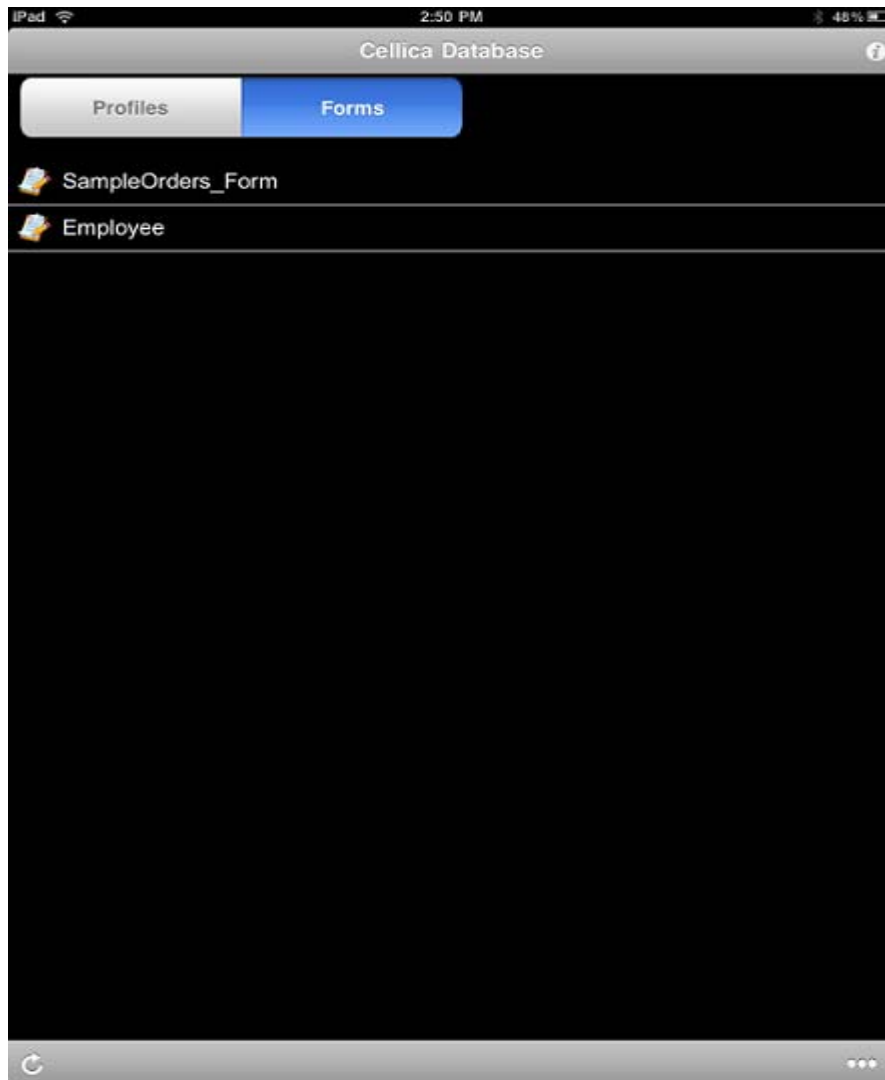 iPad 2:50 PM 48%
Cellica Database
Profiles Forms
SampleOrders_Form
Employee